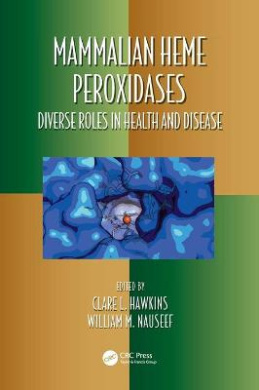 MAMMALIAN HEME
PEROXIDASES
DIVERSE ROLES IN HEALTH AND DISEASE
EDITED BY
CLARE L. HAWKINS
WILLIAM M. NAUSEEF
CRC Press
Taylor & Francis Group